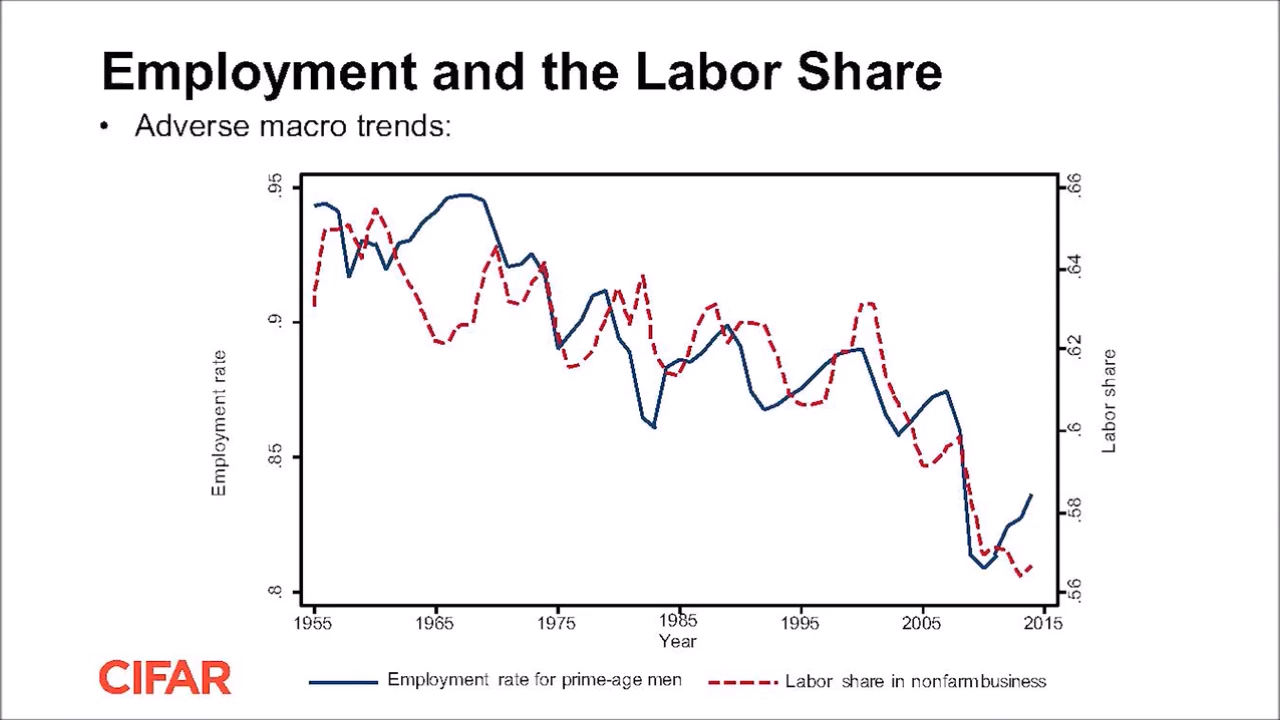 Employment and the Labor Share
• Adverse macro trends:
.95
.9
.85
.8
Employment rate
.66
.64
.62
.6
.58
.56
Labor share
1955 1965 1975 1985 1995 2005 2015
Year
CIFAR
Employment rate for prime-age men
Labor share in nonfarmbusiness